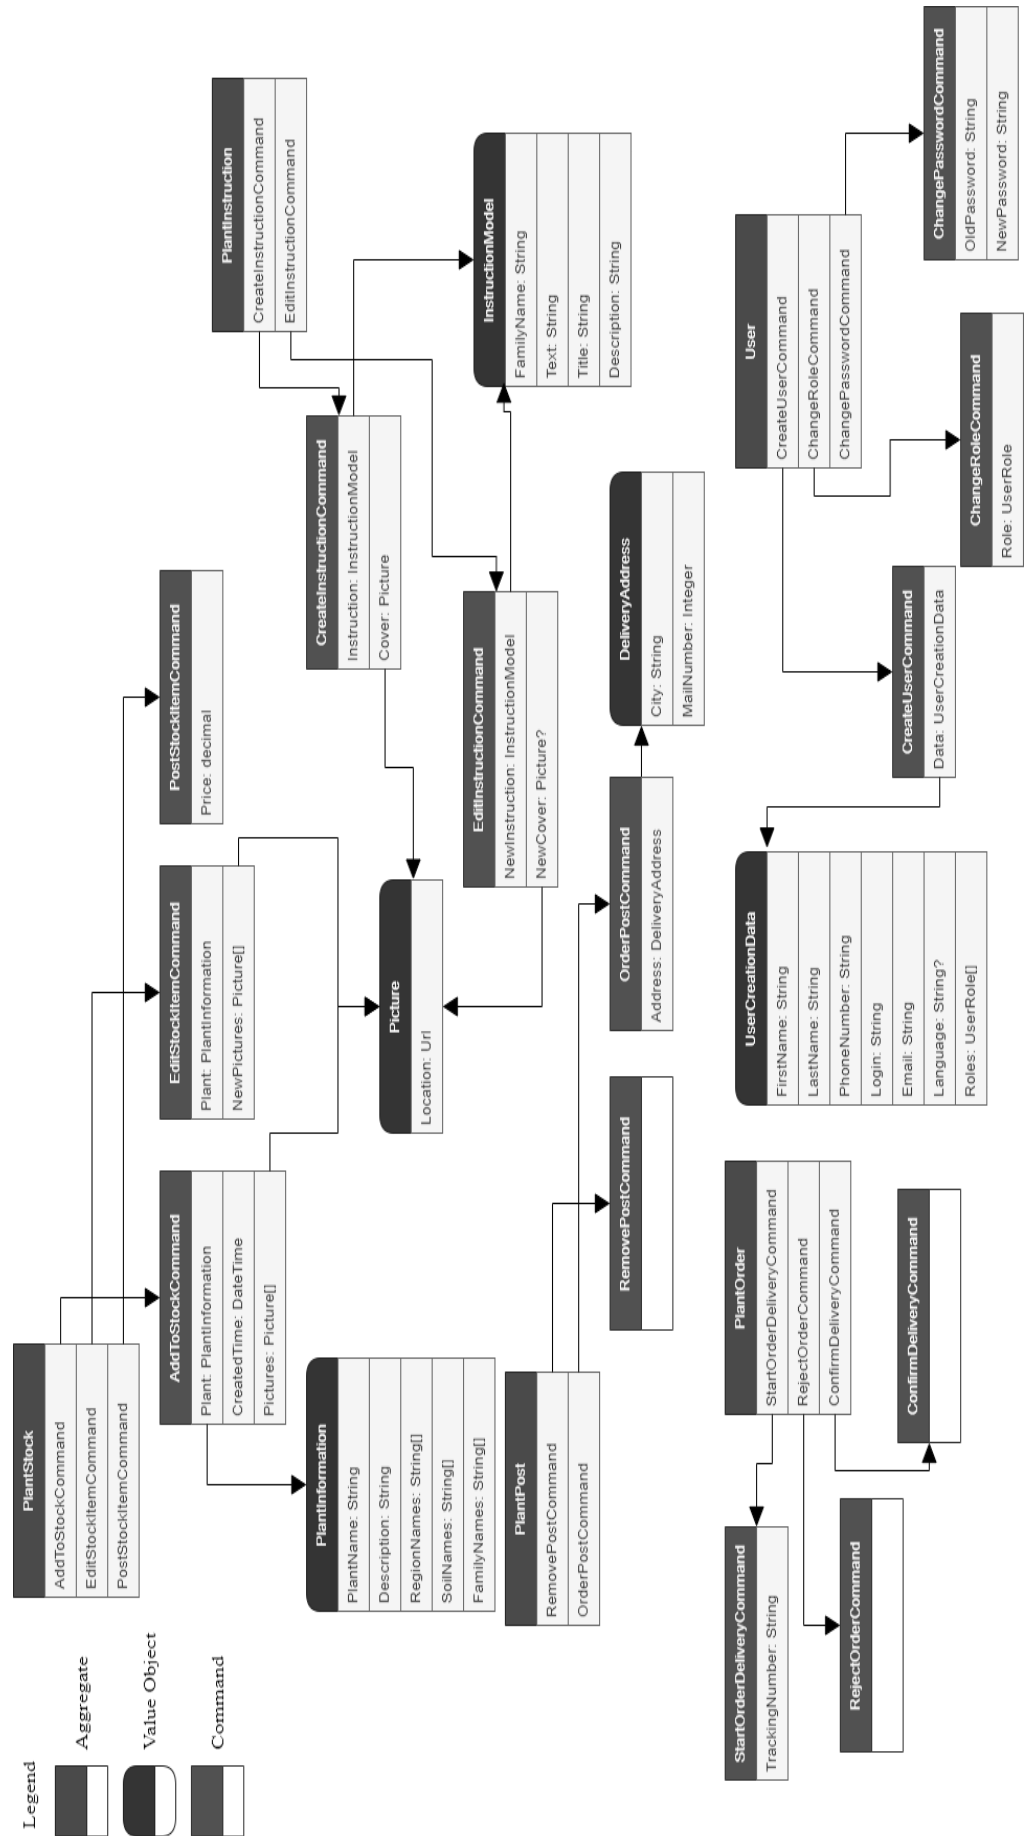 Legend
Aggregate
Value Object
Command
PlantStock
AddToStockCommand
EditStockItemCommand
PostStockItemCommand
AddToStockCommand
Plant: PlantInformation
CreatedTime: DateTime
Pictures: Picture[]
EditStockItemCommand
Plant: PlantInformation
NewPictures: Picture[]
PostStockItemCommand
Price: decimal
PlantInstruction
CreateInstructionCommand
EditInstructionCommand
PlantInformation
PlantName: String
Description: String
RegionNames: String[]
SoilNames: String[]
FamilyNames: String[]
Picture
Location: Url
CreateInstructionCommand
Instruction: InstructionModel
Cover: Picture
EditInstructionCommand
NewInstruction: InstructionModel
NewCover: Picture?
InstructionModel
FamilyName: String
Text: String
Title: String
Description: String
PlantPost
RemovePostCommand
OrderPostCommand
RemovePostCommand
OrderPostCommand
Address: DeliveryAddress
DeliveryAddress
City: String
MailNumber: Integer
StartOrderDeliveryCommand
TrackingNumber: String
PlantOrder
StartOrderDeliveryCommand
RejectOrderCommand
ConfirmDeliveryCommand
RejectOrderCommand
ConfirmDeliveryCommand
UserCreationData
FirstName: String
LastName: String
PhoneNumber: String
Login: String
Email: String
Language: String?
Roles: UserRole[]
User
CreateUserCommand
ChangeRoleCommand
ChangePasswordCommand
CreateUserCommand
Data: UserCreationData
ChangeRoleCommand
Role: UserRole
ChangePasswordCommand
OldPassword: String
NewPassword: String